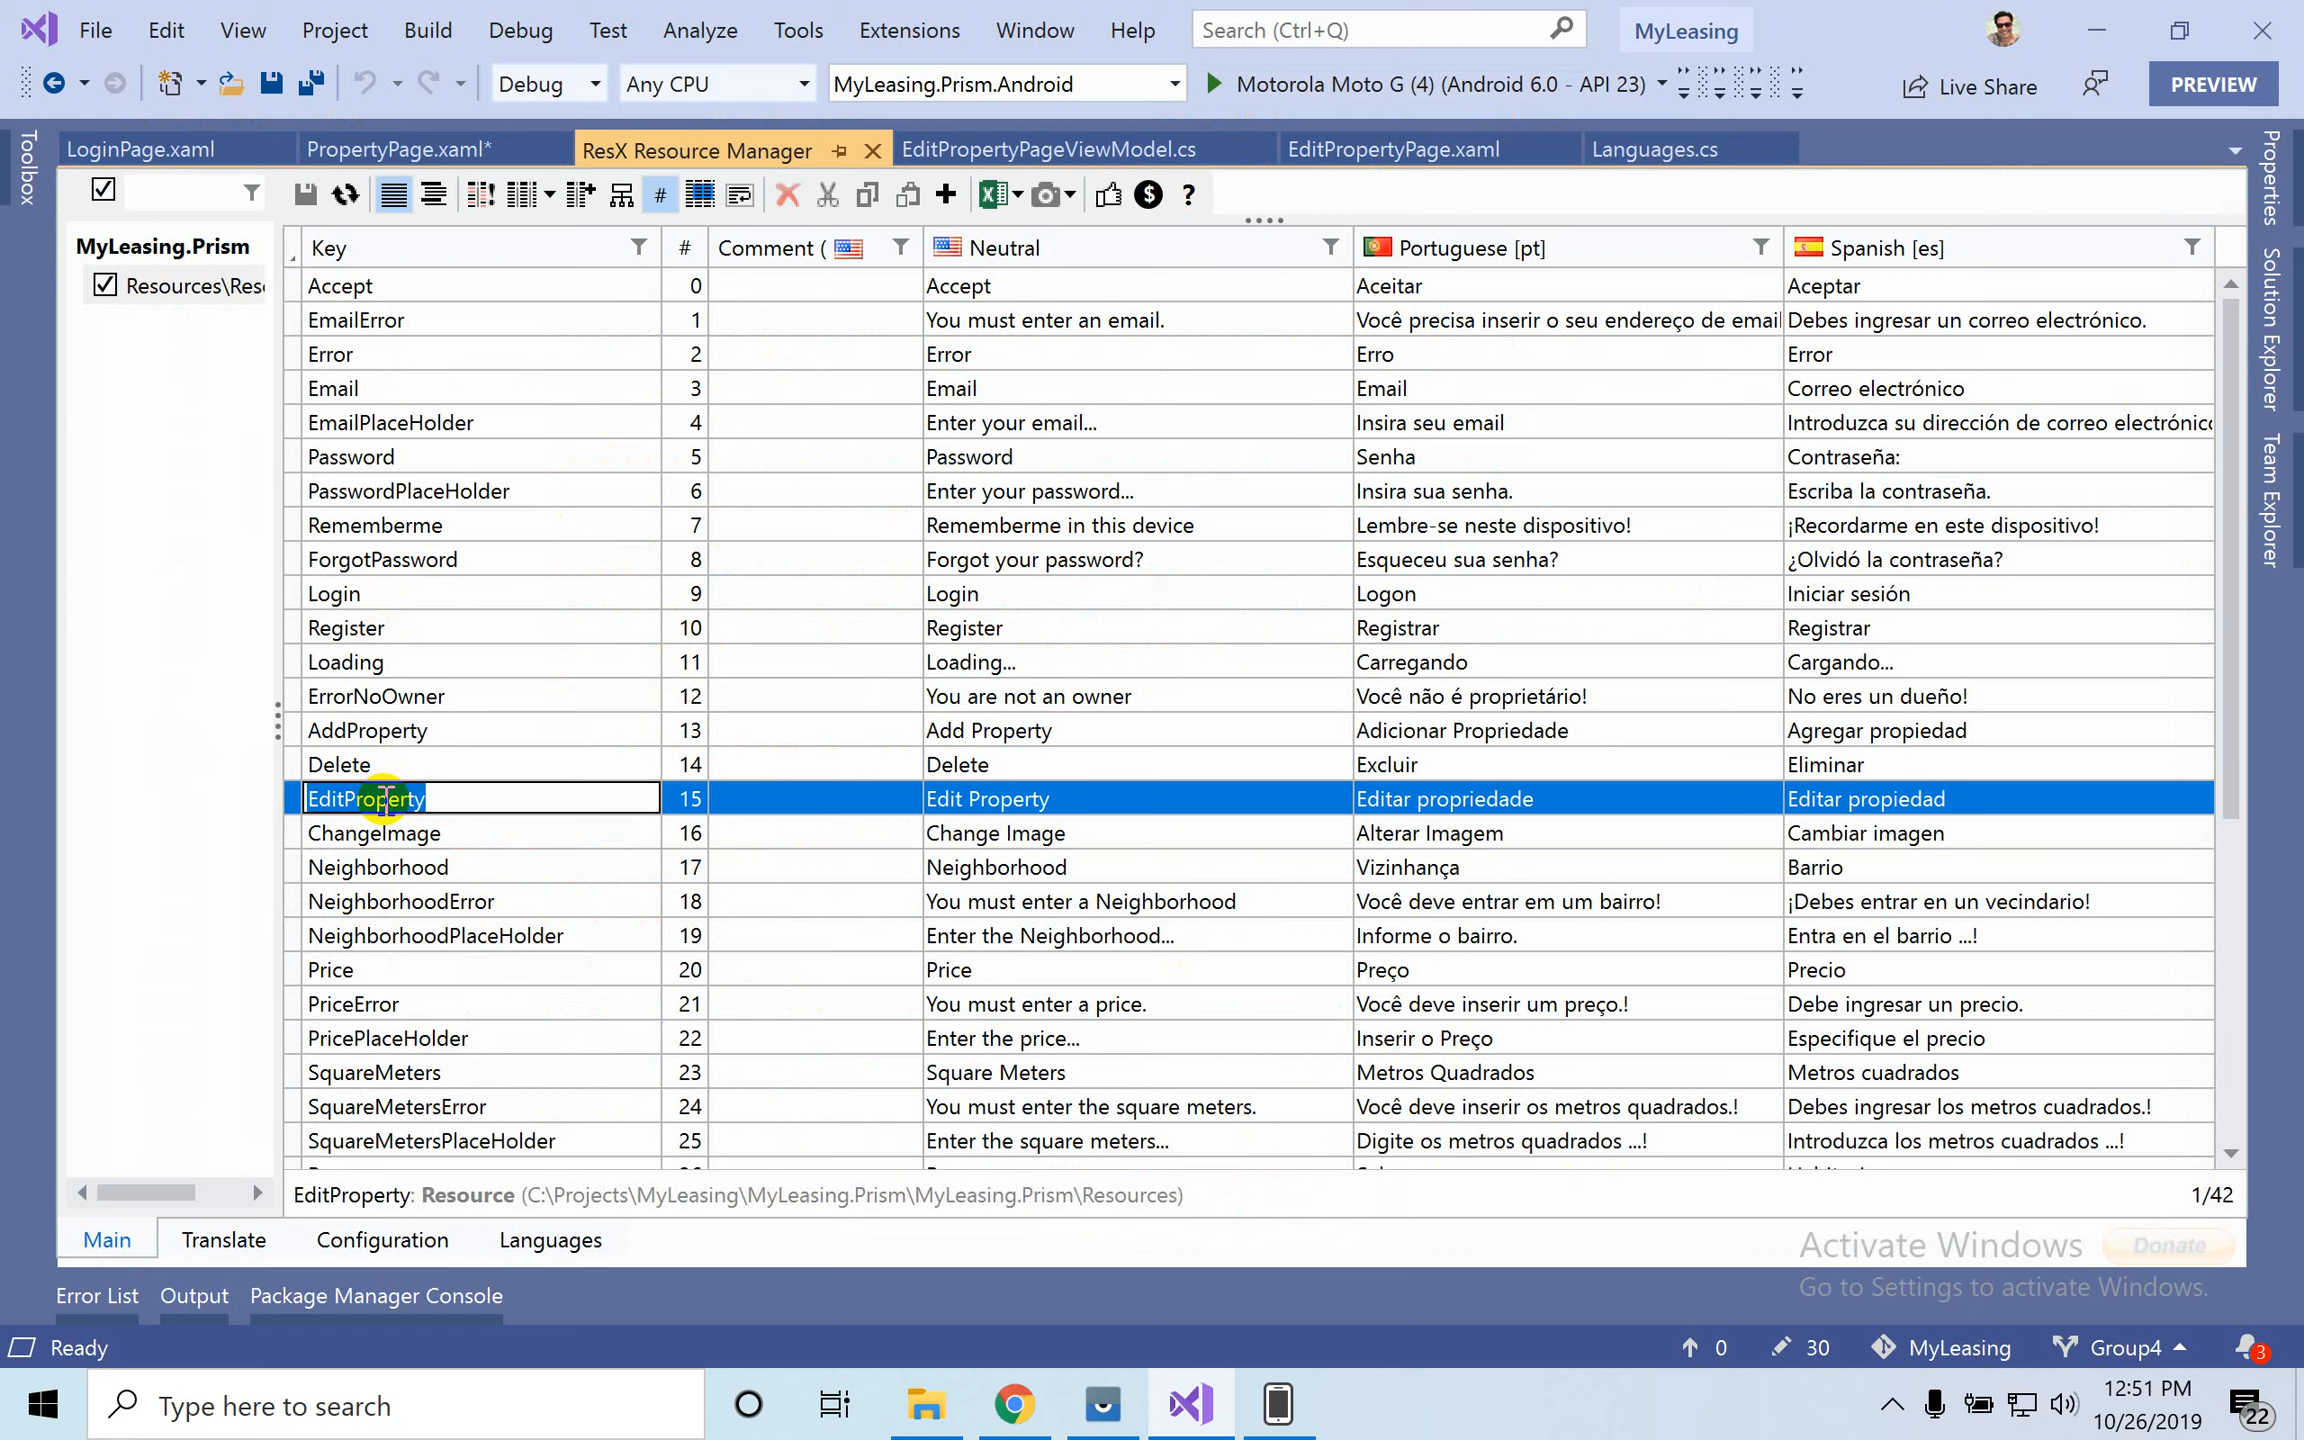 File Edit View Project Build Debug Test Analyze Tools Extensions Window Help Search (Ctrl+Q) MyLeasing
Debug Any CPU MyLeasing.Prism.Android Motorola Moto G (4) (Android 6.0 - API 23) Live Share PREVIEW
LoginPage.xaml PropertyPage.xaml* ResX Resource Manager EditPropertyPageViewModel.cs EditPropertyPage.xaml Languages.cs
Toolbox
Properties
Solution Explorer
Team Explorer
MyLeasing.Prism
Resources\Res
Key # Comment ( Neutral Portuguese [pt] Spanish [es]
Accept 0 Accept Aceitar Aceptar
EmailError 1 You must enter an email. Você precisa inserir o seu endereço de email Debes ingresar un correo electrónico.
Error 2 Error Erro Error
Email 3 Email Email Correo electrónico
EmailPlaceHolder 4 Enter your email... Insira seu email Introduzca su dirección de correo electrónic
Password 5 Password Senha Contraseña:
PasswordPlaceHolder 6 Enter your password... Insira sua senha. Escriba la contraseña.
Rememberme 7 Rememberme in this device Lembre-se neste dispositivo! ¡Recordarme en este dispositivo!
ForgotPassword 8 Forgot your password? Esqueceu sua senha? ¿Olvidó la contraseña?
Login 9 Login Logon Iniciar sesión
Register 10 Register Registrar Registrar
Loading 11 Loading... Carregando Cargando...
ErrorNoOwner 12 You are not an owner Você não é proprietário! No eres un dueño!
AddProperty 13 Add Property Adicionar Propriedade Agregar propiedad
Delete 14 Delete Excluir Eliminar
EditProperty 15 Edit Property Editar propriedade Editar propiedad
ChangeImage 16 Change Image Alterar Imagem Cambiar imagen
Neighborhood 17 Neighborhood Vizinhança Barrio
NeighborhoodError 18 You must enter a Neighborhood Você deve entrar em um bairro! ¡Debes entrar en un vecindario!
NeighborhoodPlaceHolder 19 Enter the Neighborhood... Informe o bairro. Entra en el barrio ...!
Price 20 Price Preço Precio
PriceError 21 You must enter a price. Você deve inserir um preço.! Debe ingresar un precio.
PricePlaceHolder 22 Enter the price... Inserir o Preço Especifique el precio
SquareMeters 23 Square Meters Metros Quadrados Metros cuadrados
SquareMetersError 24 You must enter the square meters. Você deve inserir os metros quadrados.! Debes ingresar los metros cuadrados.!
SquareMetersPlaceHolder 25 Enter the square meters... Digite os metros quadrados ...! Introduzca los metros cuadrados ...!
EditProperty: Resource (C:\Projects\MyLeasing\MyLeasing.Prism\MyLeasing.Prism\Resources) 1/42
Main Translate Configuration Languages
Activate Windows Donate
Go to Settings to activate Windows.
Error List Output Package Manager Console
Ready 0 30 MyLeasing Group4 3
Type here to search
12:51 PM
10/26/2019
22